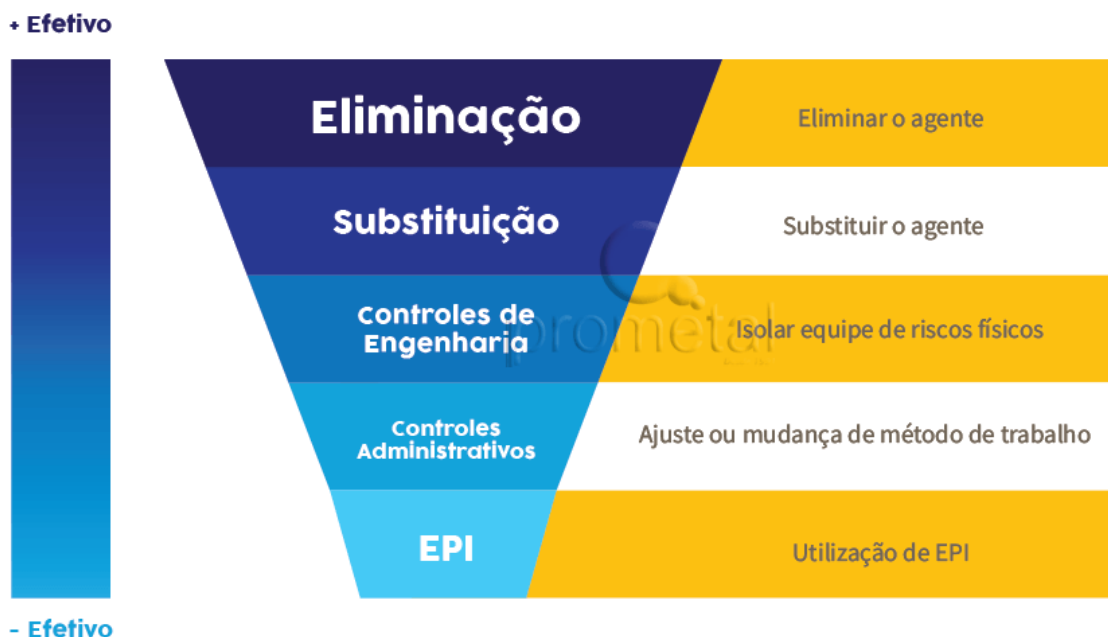 + Efetivo
Eliminação
Eliminar o agente
Substituição
Substituir o agente
Controles de
Engenharia
Isolar equipe de riscos físicos
prometal
Controles
Administrativos
Ajuste ou mudança de método de trabalho
EPI
Utilização de EPI
- Efetivo